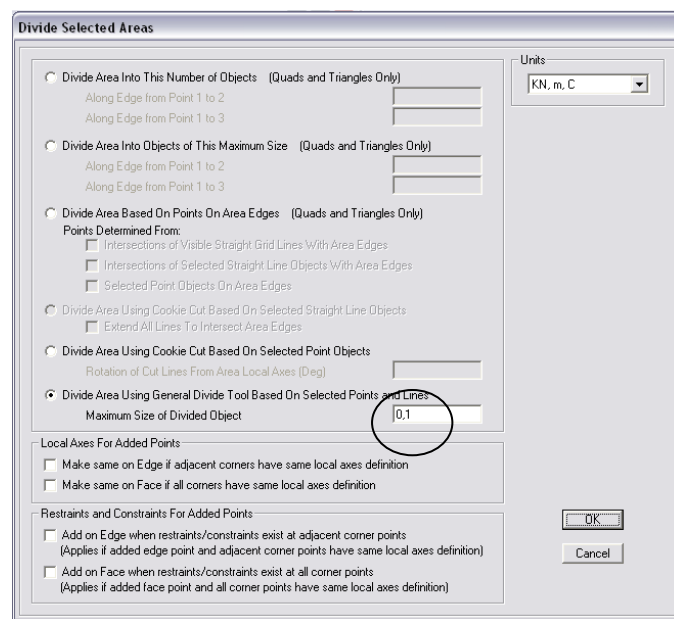 Divide Selected Areas
Units
KN, m, C
Divide Area Into This Number of Objects (Quads and Triangles Only)
Along Edge from Point 1 to 2
Along Edge from Point 1 to 3
Divide Area Into Objects of This Maximum Size (Quads and Triangles Only)
Along Edge from Point 1 to 2
Along Edge from Point 1 to 3
Divide Area Based On Points On Area Edges (Quads and Triangles Only)
Points Determined From:
Intersections of Visible Straight Grid Lines With Area Edges
Intersections of Selected Straight Line Objects With Area Edges
Selected Point Objects On Area Edges
Divide Area Using Cookie Cut Based On Selected Straight Line Objects
Extend All Lines To Intersect Area Edges
Divide Area Using Cookie Cut Based On Selected Point Objects
Rotation of Cut Lines From Area Local Axes (Deg)
Divide Area Using General Divide Tool Based On Selected Points and Lines
Maximum Size of Divided Object 0,1
Local Axes For Added Points
Make same on Edge if adjacent corners have same local axes definition
Make same on Face if all corners have same local axes definition
Restraints and Constraints For Added Points
Add on Edge when restraints/constraints exist at adjacent corner points
(Applies if added edge point and adjacent corner points have same local axes definition)
Add on Face when restraints/constraints exist at all corner points
(Applies if added face point and all corner points have same local axes definition)
OK
Cancel